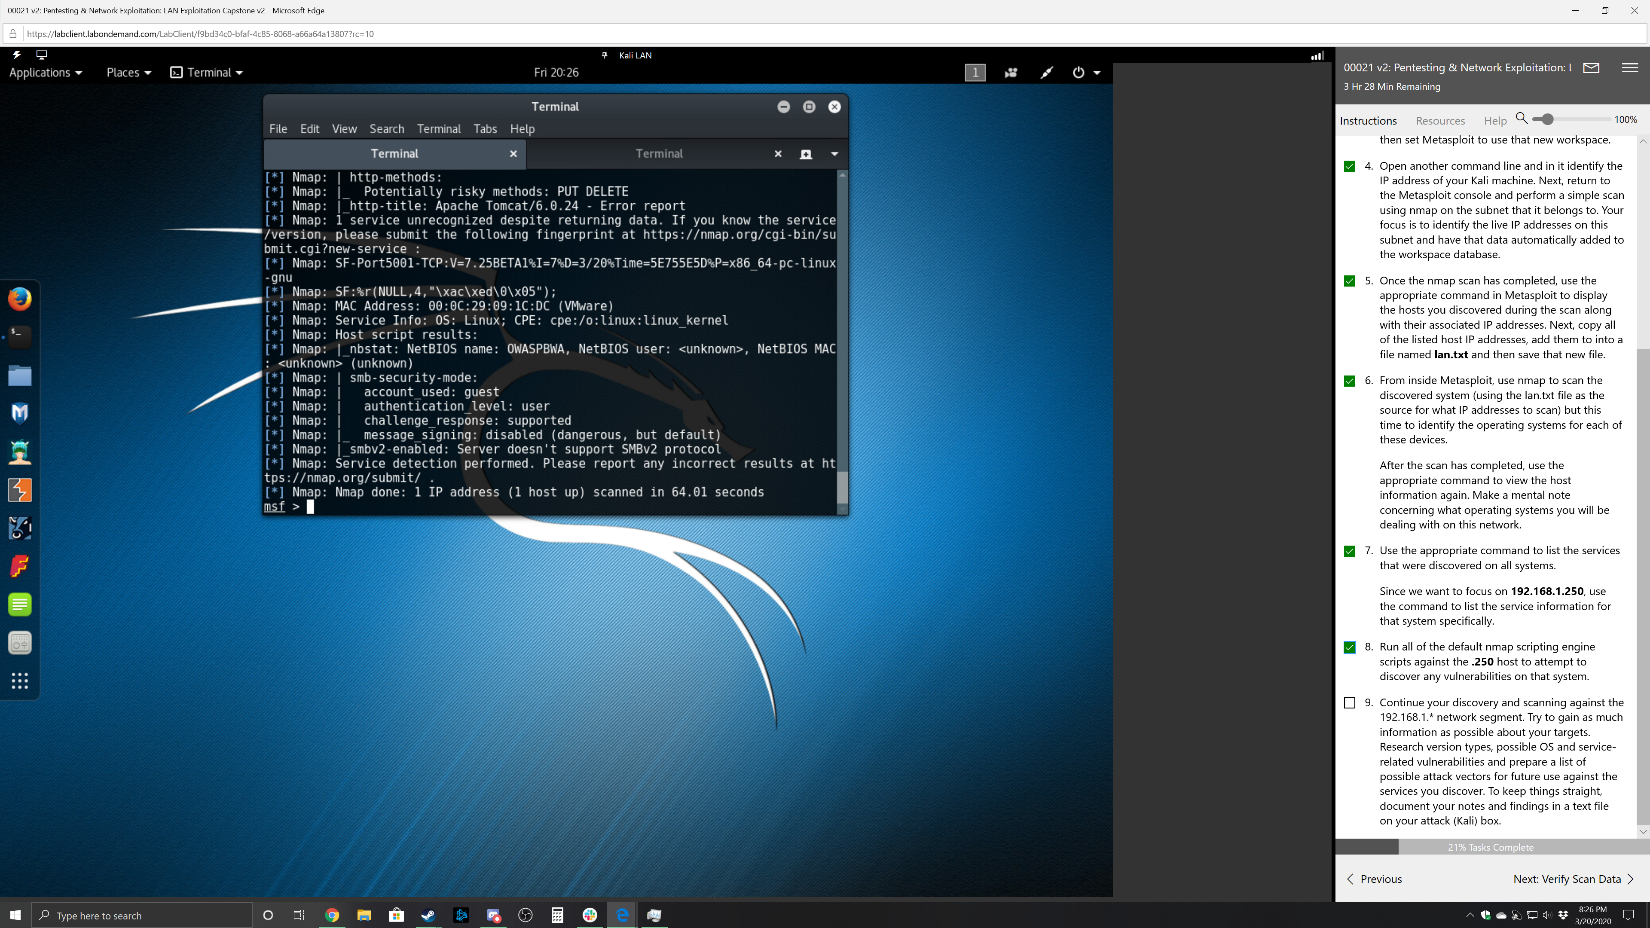 00021 v2: Pentesting & Network Exploitation: LAN Exploitation Capstone v2 - Microsoft Edge
https://labclient.labondemand.com/LabClient/f9bd34c0-bfaf-4c85-8068-a66a64a13807?rc=10
Kali LAN
Applications
Places
Terminal
Fri 20:26
1
Terminal
File Edit View Search Terminal Tabs Help
Terminal
Terminal
[*] Nmap: | http-methods:
[*] Nmap: |_  Potentially risky methods: PUT DELETE
[*] Nmap: |_http-title: Apache Tomcat/6.0.24 - Error report
[*] Nmap: 1 service unrecognized despite returning data. If you know the service
/version, please submit the following fingerprint at https://nmap.org/cgi-bin/su
bmit.cgi?new-service :
[*] Nmap: SF-Port5001-TCP:V=7.25BETA1%I=7%D=3/20%Time=5E755E5D%P=x86_64-pc-linux
-gnu
[*] Nmap: SF:%r(NULL,4,"\xac\xed\0\x05");
[*] Nmap: MAC Address: 00:0C:29:09:1C:DC (VMware)
[*] Nmap: Service Info: OS: Linux; CPE: cpe:/o:linux:linux_kernel
[*] Nmap: Host script results:
[*] Nmap: |_nbstat: NetBIOS name: OWASPBWA, NetBIOS user: <unknown>, NetBIOS MAC
: <unknown> (unknown)
[*] Nmap: | smb-security-mode:
[*] Nmap: |   account_used: guest
[*] Nmap: |   authentication_level: user
[*] Nmap: |   challenge_response: supported
[*] Nmap: |_  message_signing: disabled (dangerous, but default)
[*] Nmap: |_smbv2-enabled: Server doesn't support SMBv2 protocol
[*] Nmap: Service detection performed. Please report any incorrect results at ht
tps://nmap.org/submit/ .
[*] Nmap: Nmap done: 1 IP address (1 host up) scanned in 64.01 seconds
msf >
00021 v2: Pentesting & Network Exploitation: L
3 Hr 28 Min Remaining
Instructions Resources Help 100%
then set Metasploit to use that new workspace.
4. Open another command line and in it identify the
IP address of your Kali machine. Next, return to
the Metasploit console and perform a simple scan
using nmap on the subnet that it belongs to. Your
focus is to identify the live IP addresses on this
subnet and have that data automatically added to
the workspace database.
5. Once the nmap scan has completed, use the
appropriate command in Metasploit to display
the hosts you discovered during the scan along
with their associated IP addresses. Next, copy all
of the listed host IP addresses, add them to into a
file named lan.txt and then save that new file.
6. From inside Metasploit, use nmap to scan the
discovered system (using the lan.txt file as the
source for what IP addresses to scan) but this
time to identify the operating systems for each of
these devices.
After the scan has completed, use the
appropriate command to view the host
information again. Make a mental note
concerning what operating systems you will be
dealing with on this network.
7. Use the appropriate command to list the services
that were discovered on all systems.
Since we want to focus on 192.168.1.250, use
the command to list the service information for
that system specifically.
8. Run all of the default nmap scripting engine
scripts against the .250 host to attempt to
discover any vulnerabilities on that system.
9. Continue your discovery and scanning against the
192.168.1.* network segment. Try to gain as much
information as possible about your targets.
Research version types, possible OS and service-
related vulnerabilities and prepare a list of
possible attack vectors for future use against the
services you discover. To keep things straight,
document your notes and findings in a text file
on your attack (Kali) box.
21% Tasks Complete
Previous
Next: Verify Scan Data
Type here to search
8:26 PM
3/20/2020